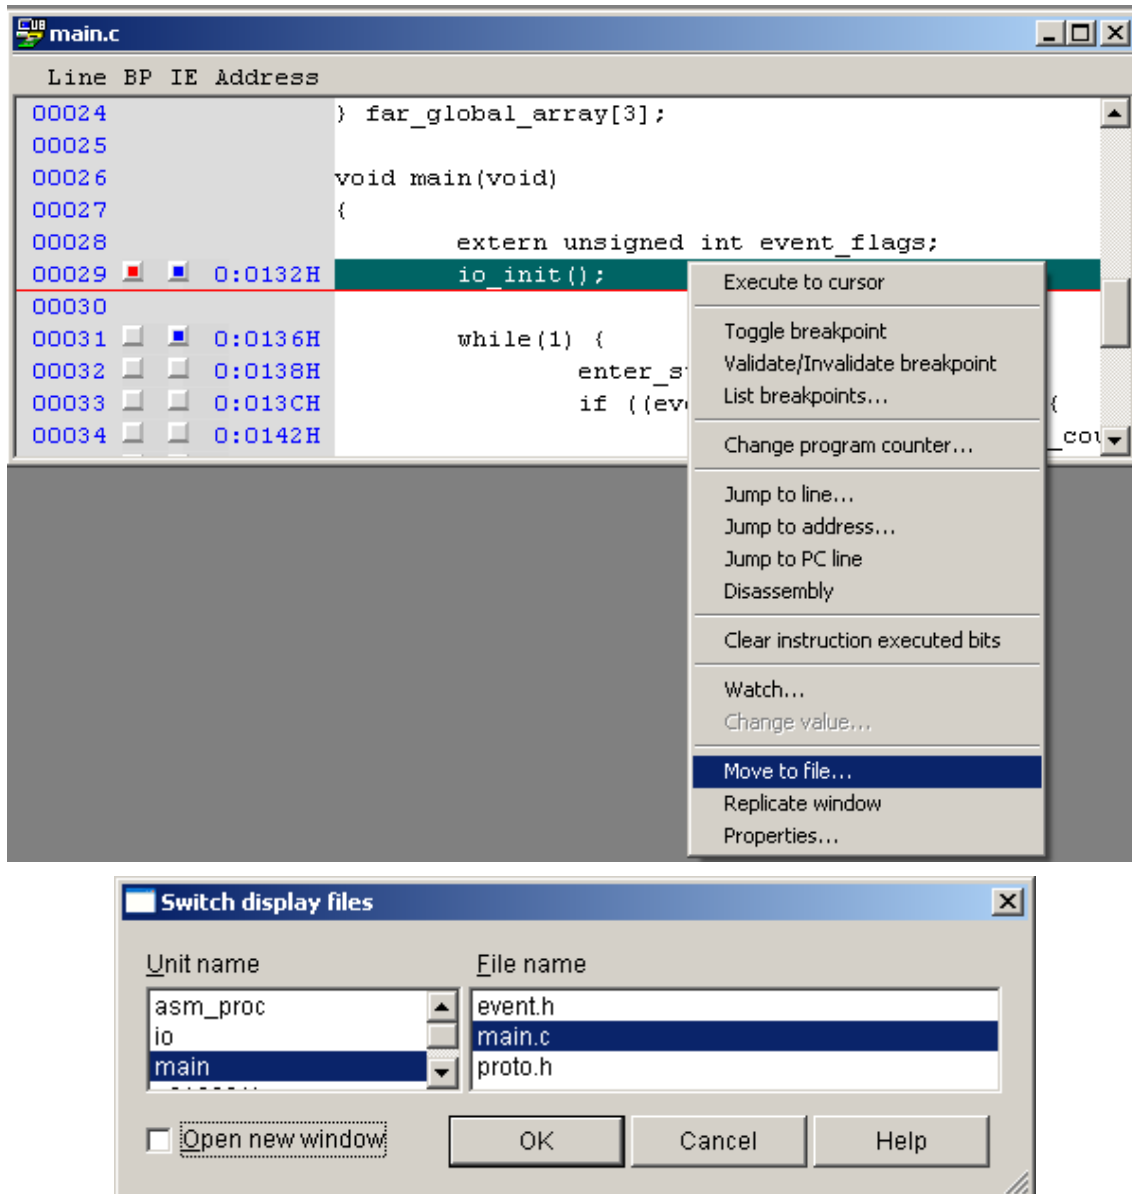 main.c
Line BP IE Address
00024 } far_global_array[3];
00025
00026 void main(void)
00027 {
00028 extern unsigned int event_flags;
00029 0:0132H io_init();
00030
00031 0:0136H while(1) {
00032 0:0138H
00033 0:013CH if {
00034 0:0142H
Execute to cursor
Toggle breakpoint
Validate/Invalidate breakpoint
List breakpoints...
Change program counter...
Jump to line...
Jump to address...
Jump to PC line
Disassembly
Clear instruction executed bits
Watch...
Change value...
Move to file...
Replicate window
Properties...
Switch display files
Unit name File name
asm_proc event.h
io main.c
main proto.h
Open new window OK Cancel Help